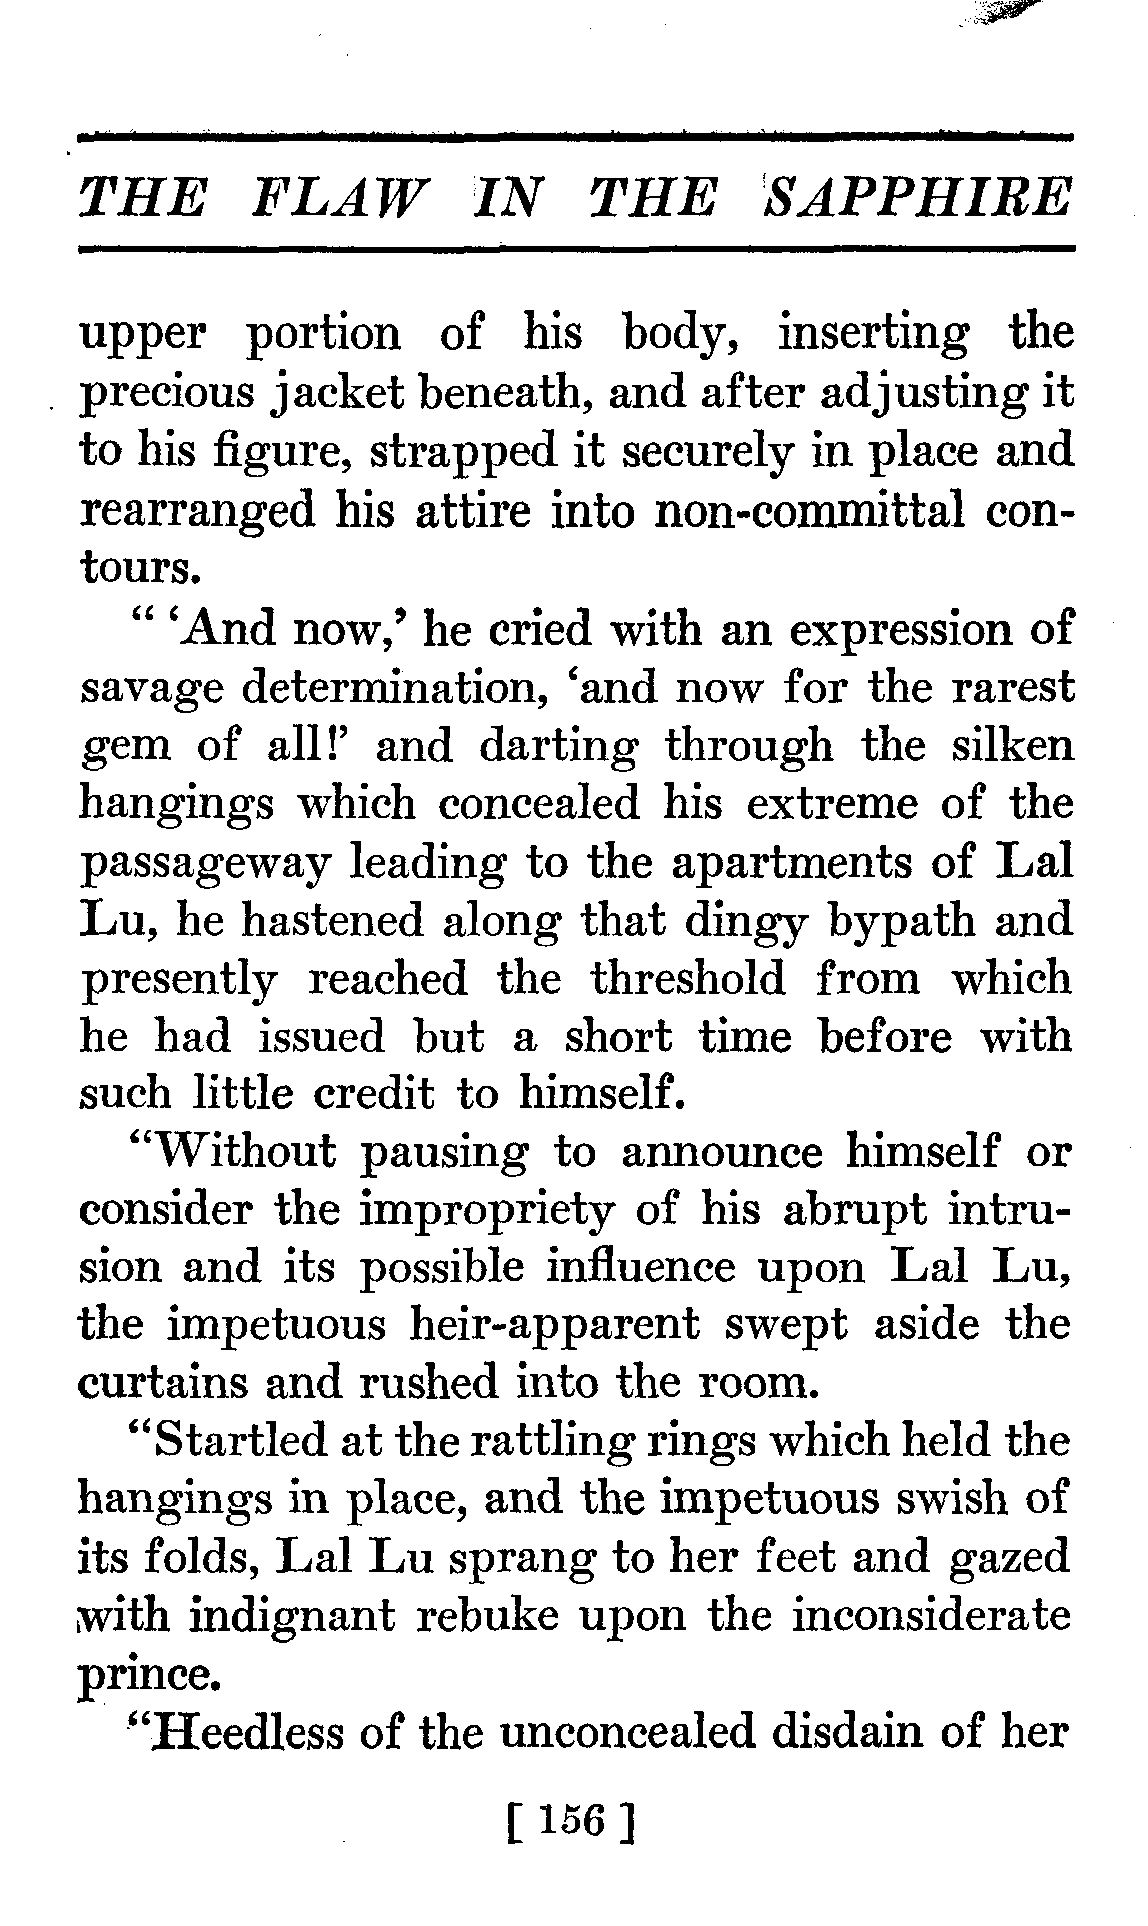 THE FLAW IN THE SAPPHIRE
upper portion of his body, inserting the
precious jacket beneath, and after adjusting it
to his figure, strapped it securely in place and
rearranged his attire into non-committal con-
tours.
“ ‘And now,’ he cried with an expression of
savage determination, ‘and now for the rarest
gem of all!’ and darting through the silken
hangings which concealed his extreme of the
passageway leading to the apartments of Lal
Lu, he hastened along that dingy bypath and
presently reached the threshold from which
he had issued but a short time before with
such little credit to himself.
“Without pausing to announce himself or
consider the impropriety of his abrupt intru-
sion and its possible influence upon Lal Lu,
the impetuous heir-apparent swept aside the
curtains and rushed into the room.
“Startled at the rattling rings which held the
hangings in place, and the impetuous swish of
its folds, Lal Lu sprang to her feet and gazed
with indignant rebuke upon the inconsiderate
prince.
“Heedless of the unconcealed disdain of her
[ 156 ]